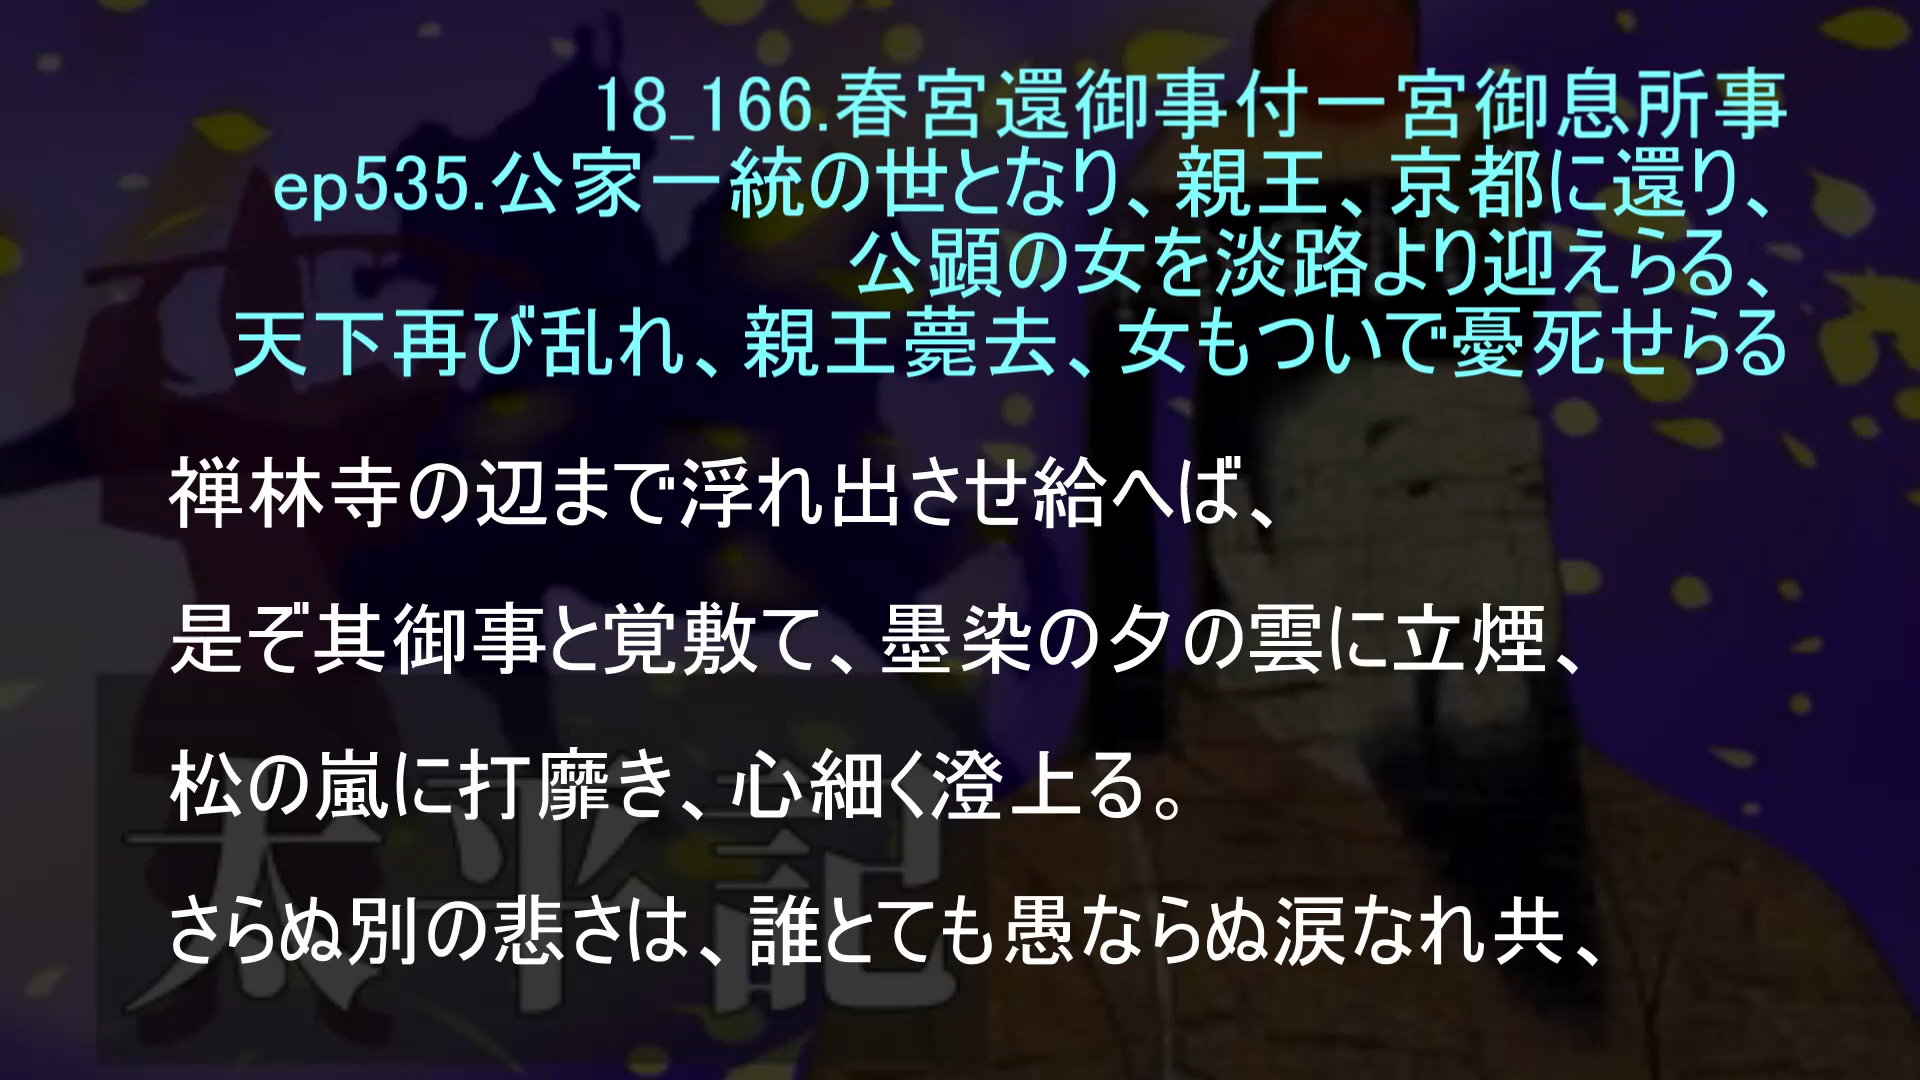 18_166.春宮還御事付一宮御息所事
ep535.公家一統の世となり、親王、京都に還り、
公顕の女を淡路より迎えらる、
天下再び乱れ、親王薨去、女もついで憂死せらる
禅林寺の辺まで浮れ出させ給へば、
是ぞ其御事と覚敷て、墨染の夕の雲に立煙、
松の嵐に打靡き、心細く澄上る。
さらぬ別の悲さは、誰とても愚ならぬ涙なれ共、
太平記